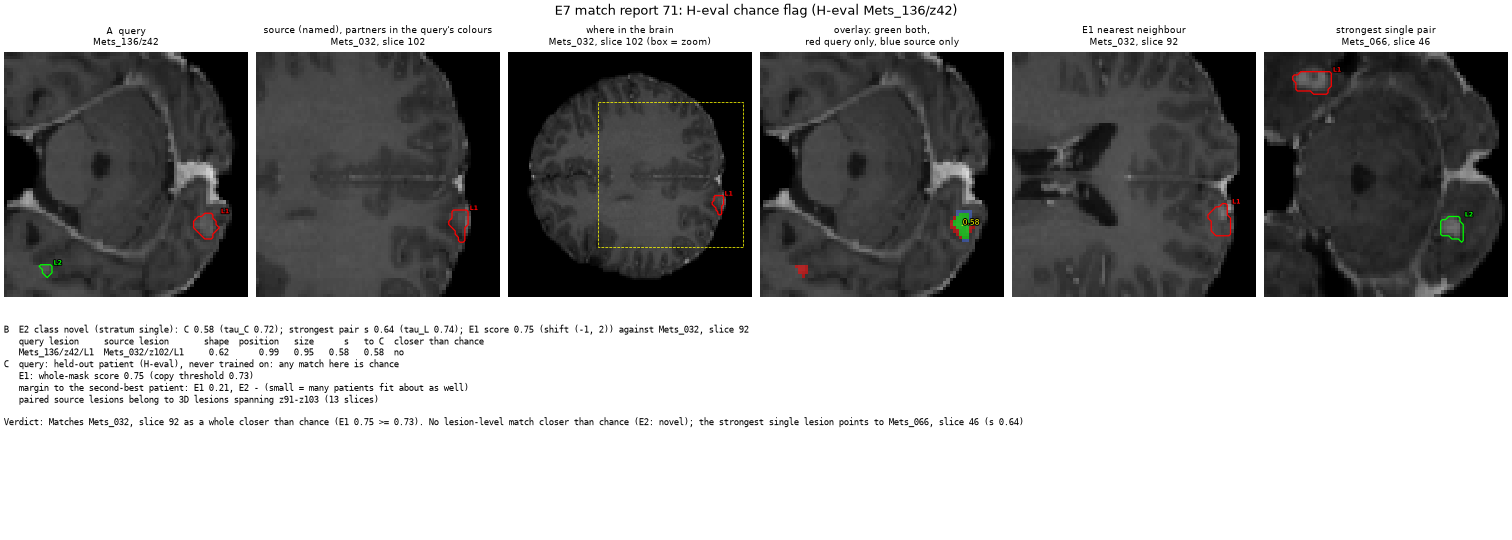 E7 match report 71: H-eval chance flag (H-eval Mets_136/z42)
A query
Mets_136/z42
source (named), partners in the query's colours
Mets_032, slice 102
where in the brain
Mets_032, slice 102 (box = zoom)
overlay: green both,
red query only, blue source only
E1 nearest neighbour
Mets_032, slice 92
strongest single pair
Mets_066, slice 46
L1
L2
L1
L1
0.58
L1
L1
L2
B E2 class novel (stratum single): C 0.58 (tau_C 0.72); strongest pair s 0.64 (tau_L 0.74); E1 score 0.75 (shift (-1, 2)) against Mets_032, slice 92
query lesion source lesion shape position size s to C closer than chance
Mets_136/z42/L1 Mets_032/z102/L1 0.62 0.99 0.95 0.58 0.58 no
C query: held-out patient (H-eval), never trained on: any match here is chance
E1: whole-mask score 0.75 (copy threshold 0.73)
margin to the second-best patient: E1 0.21, E2 - (small = many patients fit about as well)
paired source lesions belong to 3D lesions spanning z91-z103 (13 slices)
Verdict: Matches Mets_032, slice 92 as a whole closer than chance (E1 0.75 >= 0.73). No lesion-level match closer than chance (E2: novel); the strongest single lesion points to Mets_066, slice 46 (s 0.64)